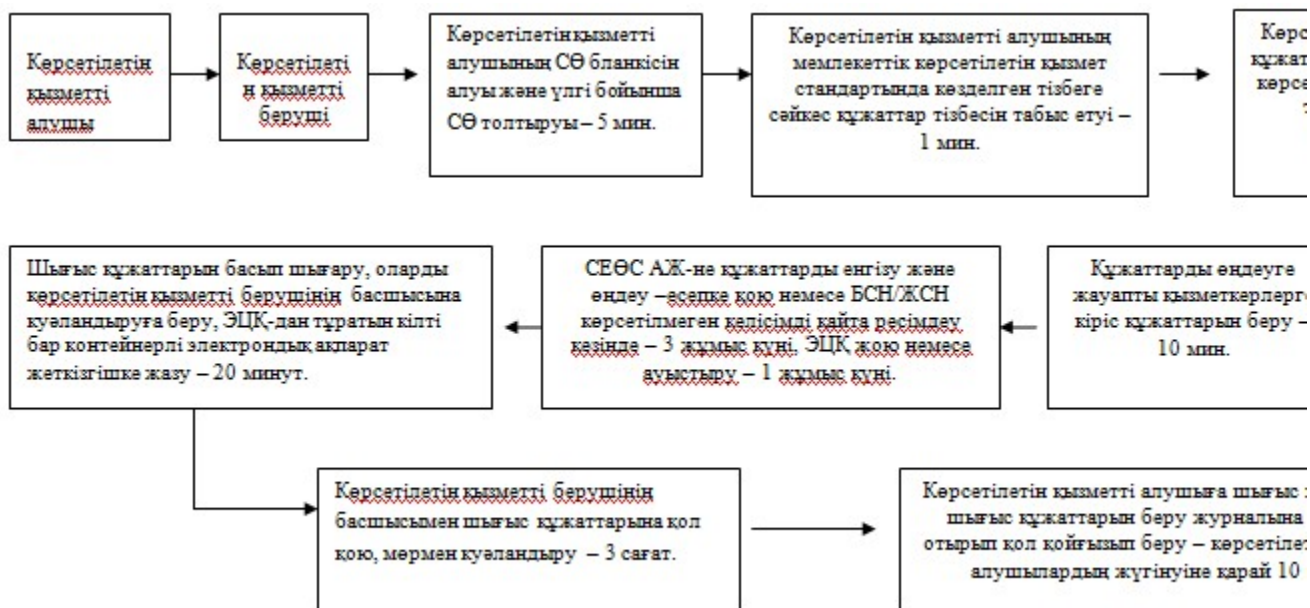 Көрсетілетін
қызметті
алушы
Көрсетілеті
н қызметті
беруші
Көрсетілетін қызметті
алушының СӨ бланкісін
алуы және үлгі бойынша
СӨ толтыруы – 5 мин.
Көрсетілетін қызметті алушының
мемлекеттік көрсетілетін қызмет
стандартында көзделген тізбеге
сәйкес құжаттар тізбесін табыс етуі –
1 мин.
Шығыс құжаттарын басып шығару, оларды
көрсетілетін қызметті берушінің басшысына
куәландыруға беру, ЭЦҚ-дан тұратын кілті
бар контейнерлі электрондық ақпарат
жеткізгішке жазу – 20 минут.
СЕӨС АЖ-не құжаттарды енгізу және
өңдеу –есепке қою немесе БСН/ЖСН
көрсетілмеген келісімді қайта ресімдеу
кезінде – 3 жұмыс күні, ЭЦҚ жою немесе
ауыстыру – 1 жұмыс күні.
Құжаттарды өңдеуге
жауапты қызметкерлерг
кіріс құжаттарын беру –
10 мин.
Көрсетілетін қызметті берушінің
басшысымен шығыс құжаттарына қол
қою, мөрмен куәландыру – 3 сағат.
Көрсетілетін қызметті алушыға шығыс
шығыс құжаттарын беру журналына
отырып қол қойғызып беру – көрсетілет
алушылардың жүгінуіне қарай 10